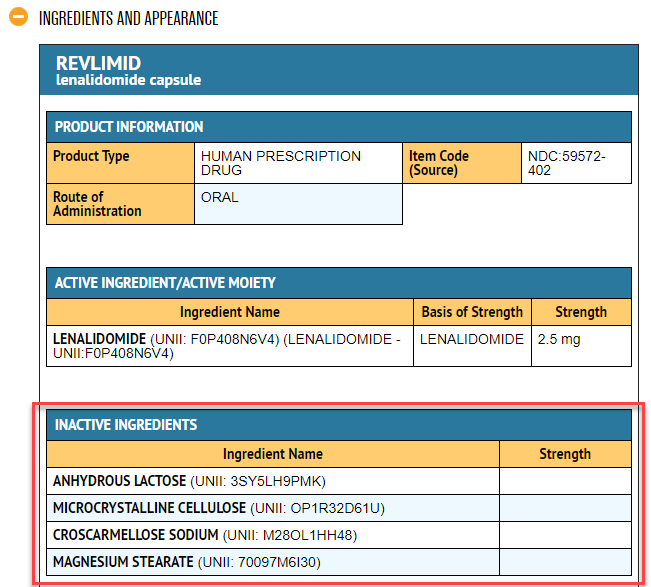 INGREDIENTS AND APPEARANCE
REVLIMID
lenalidomide capsule
PRODUCT INFORMATION
Product Type HUMAN PRESCRIPTION DRUG Item Code (Source) NDC:59572-402
Route of Administration ORAL
ACTIVE INGREDIENT/ACTIVE MOIETY
Ingredient Name Basis of Strength Strength
LENALIDOMIDE (UNII: F0P408N6V4) (LENALIDOMIDE - UNII:F0P408N6V4) LENALIDOMIDE 2.5 mg
INACTIVE INGREDIENTS
Ingredient Name Strength
ANHYDROUS LACTOSE (UNII: 3SY5LH9PMK)
MICROCRYSTALLINE CELLULOSE (UNII: OP1R32D61U)
CROSCARMELLOSE SODIUM (UNII: M28OL1HH48)
MAGNESIUM STEARATE (UNII: 70097M6I30)